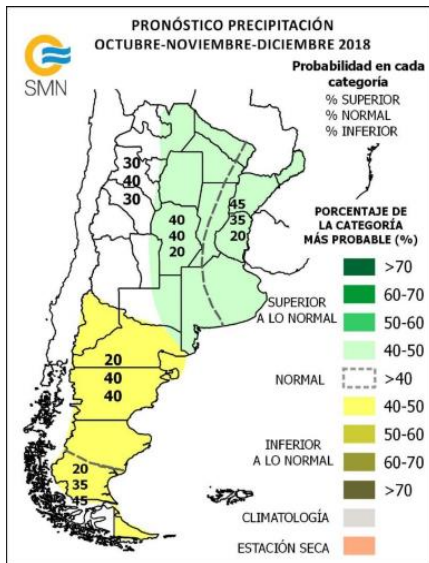 PRONÓSTICO PRECIPITACIÓN
OCTUBRE-NOVIEMBRE-DICIEMBRE 2018
SMN
Probabilidad en cada
categoría
% SUPERIOR
% NORMAL
% INFERIOR
30
40
30
40
40
20
45
35
20
20
40
40
20
35
45
PORCENTAJE DE
LA CATEGORÍA
MÁS PROBABLE (%)
SUPERIOR
A LO NORMAL
>70
60-70
50-60
40-50
NORMAL
>40
INFERIOR
A LO NORMAL
40-50
50-60
60-70
>70
CLIMATOLOGÍA
ESTACIÓN SECA